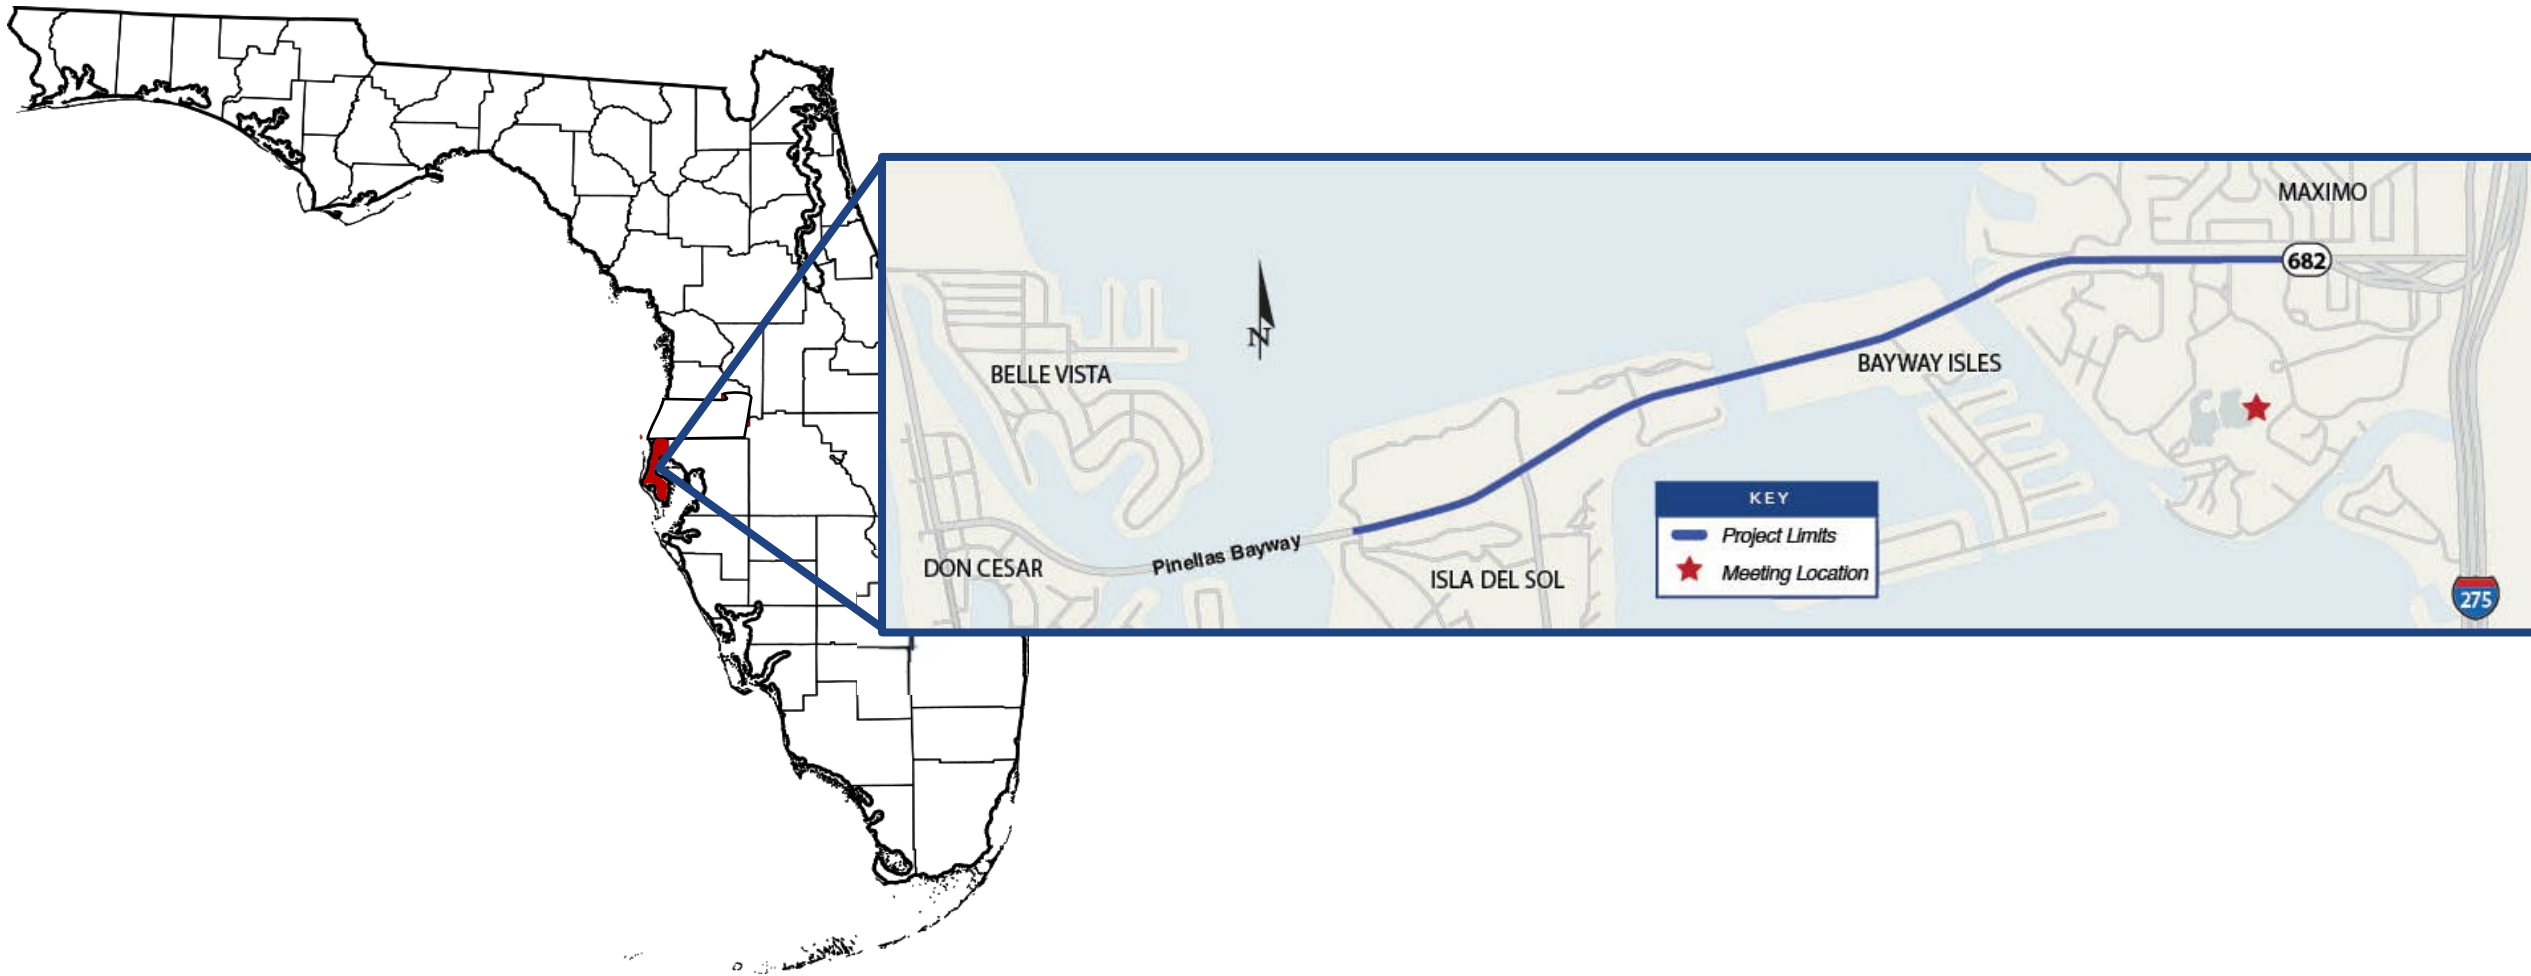 MAXIMO
682
N
BELLE VISTA
BAYWAY ISLES
Pinellas Bayway
DON CESAR
ISLA DEL SOL
KEY
Project Limits
Meeting Location
275